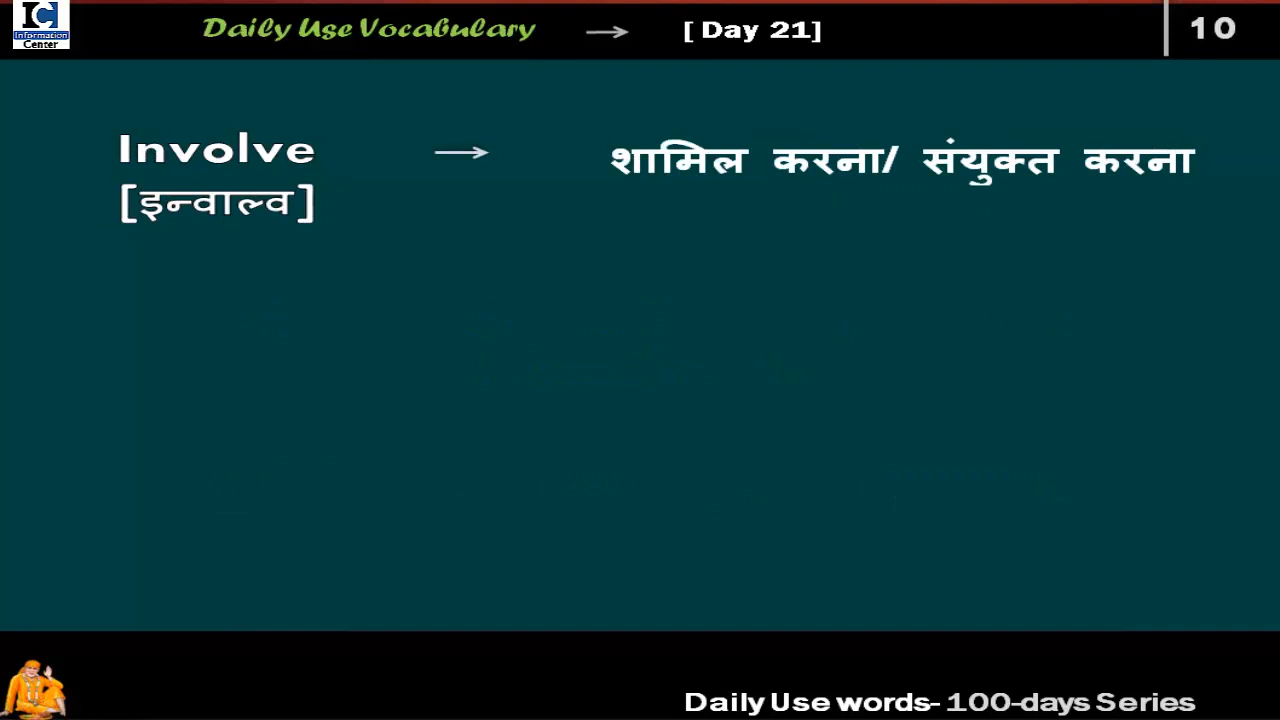 IC
Information
Center
Daily Use Vocabulary → [ Day 21] 10
Involve → शामिल करना/ संयुक्त करना
[इन्वाल्व]
Daily Use words- 100-days Series